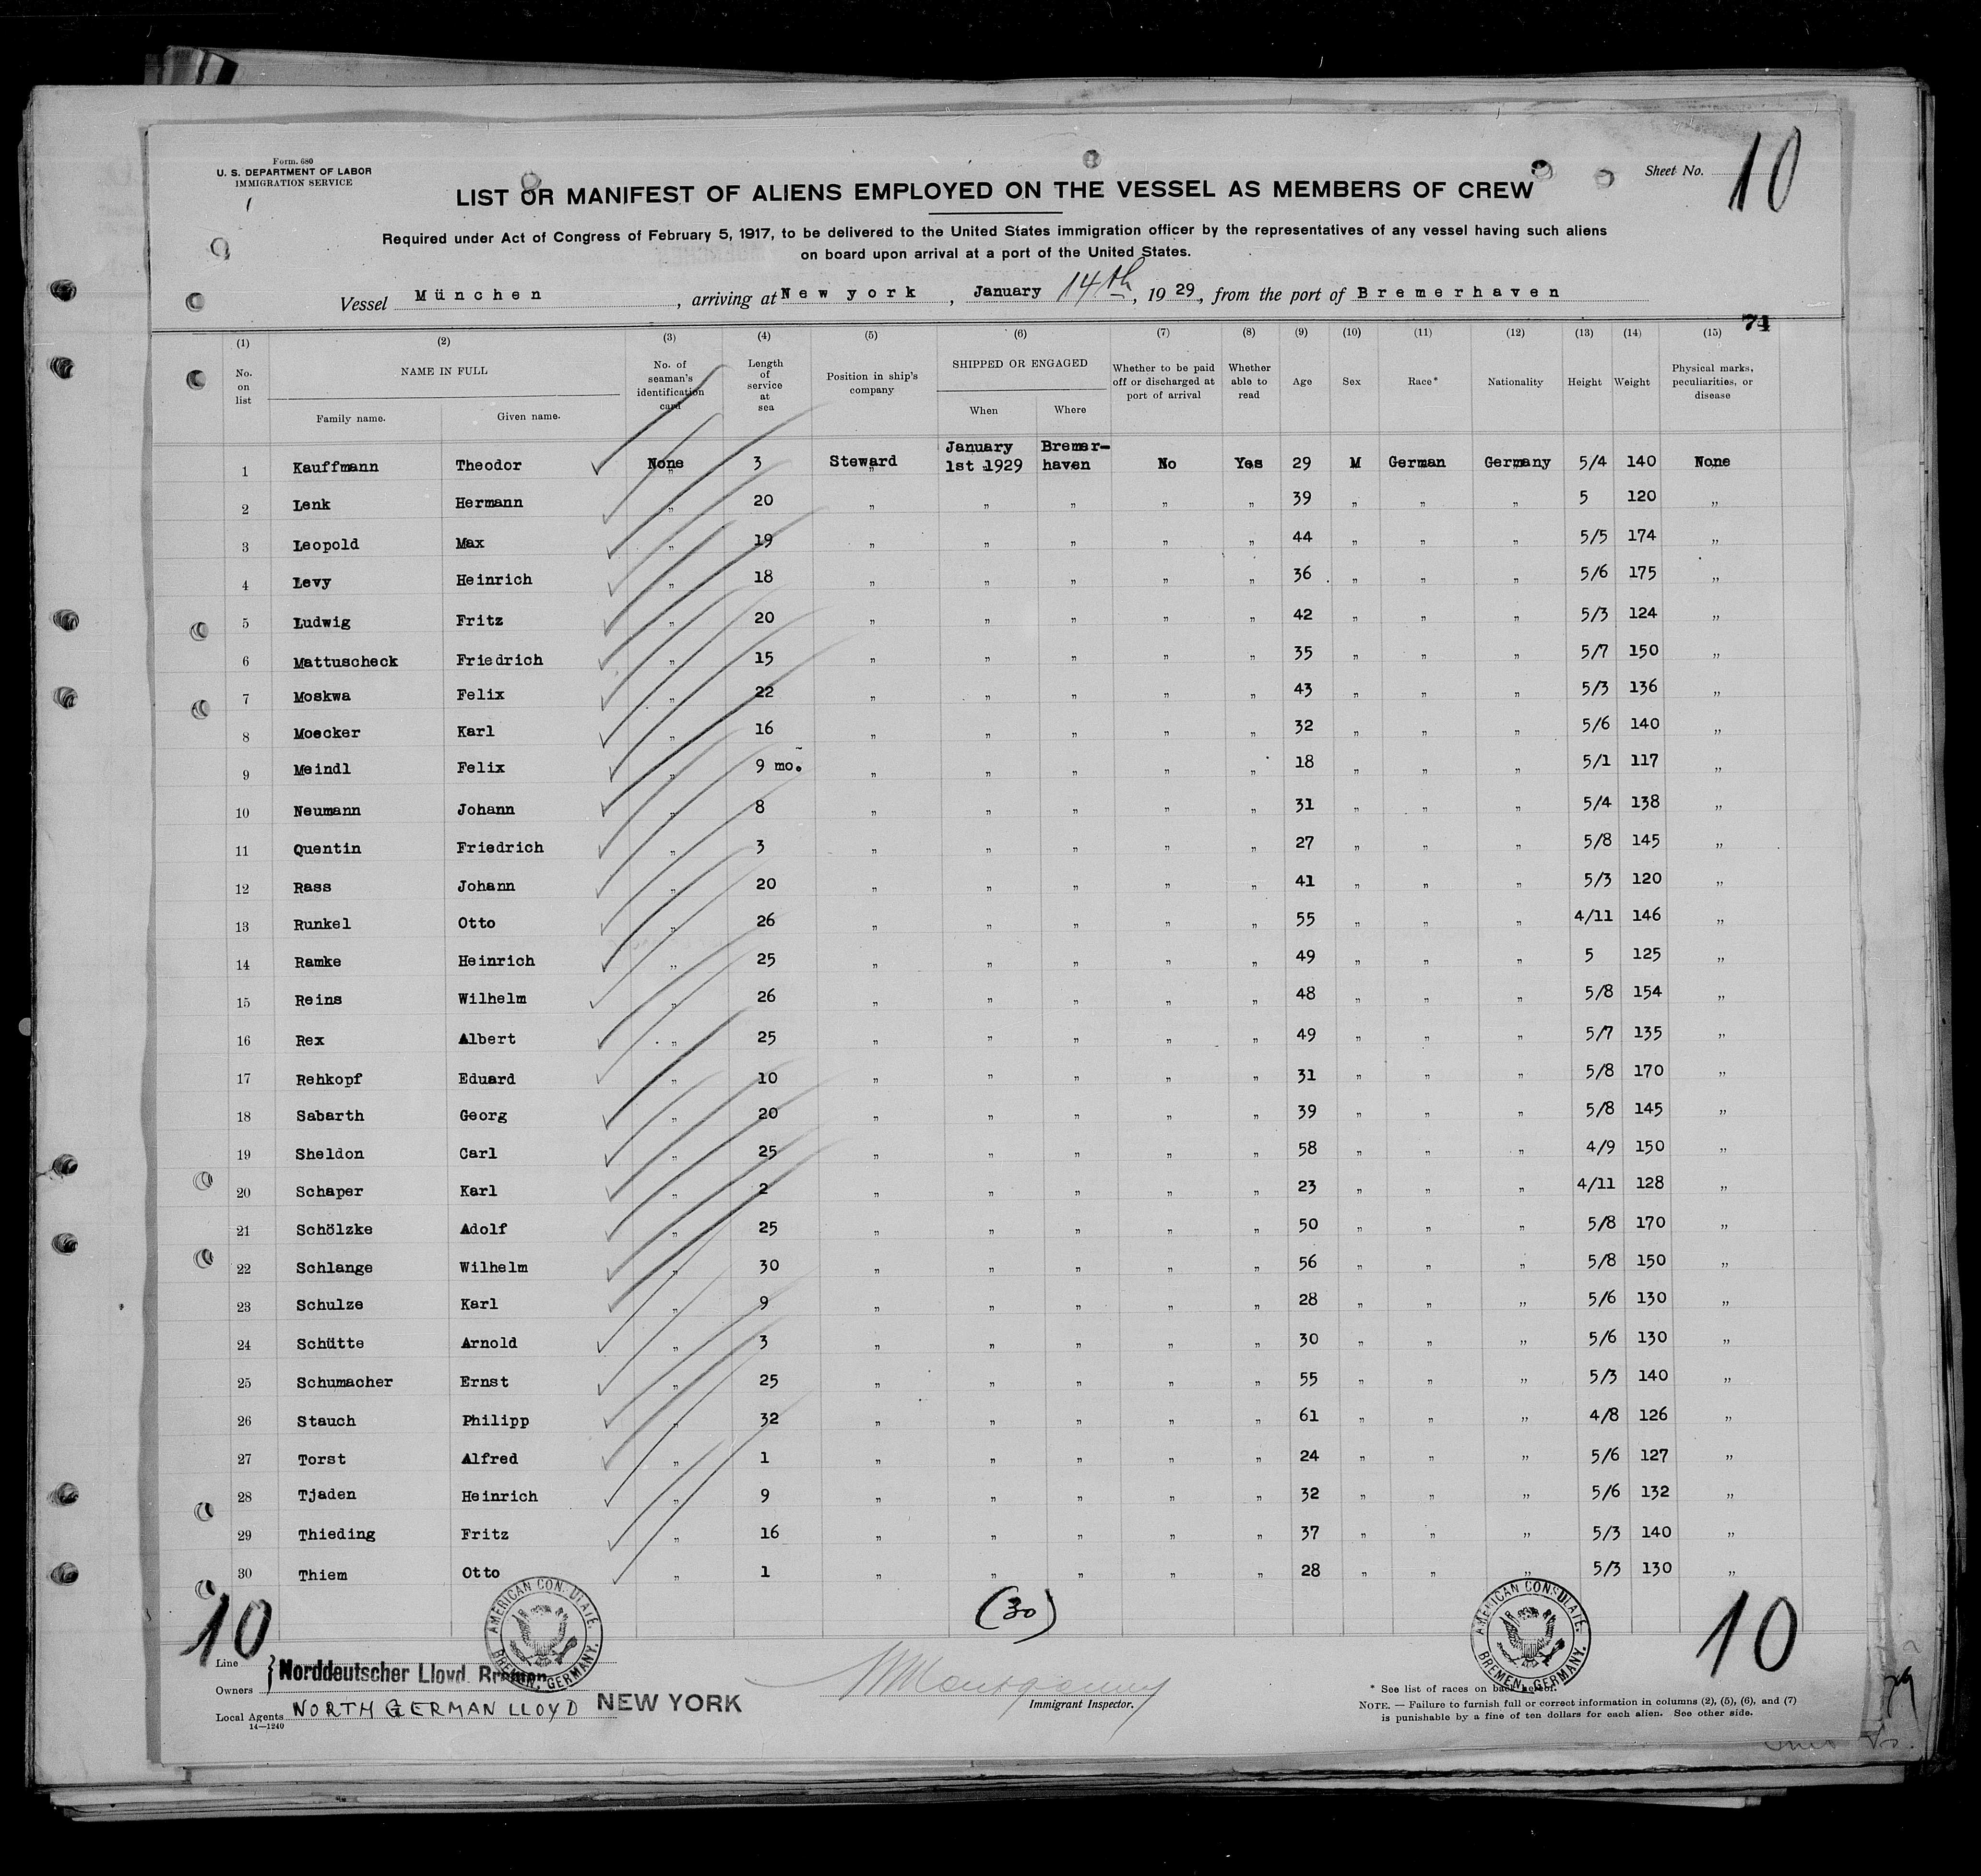 Form. 680
U. S. DEPARTMENT OF LABOR
IMMIGRATION SERVICE
Sheet No. 10
LIST OR MANIFEST OF ALIENS EMPLOYED ON THE VESSEL AS MEMBERS OF CREW
Required under Act of Congress of February 5, 1917, to be delivered to the United States immigration officer by the representatives of any vessel having such aliens
on board upon arrival at a port of the United States.
Vessel München, arriving at New york, January 14th, 1929, from the port of Bremerhaven
74
(1) (2) (3) (4) (5) (6) (7) (8) (9) (10) (11) (12) (13) (14) (15)
No. on list NAME IN FULL Family name. Given name. No. of seaman's identification card Length of service at sea Position in ship's company SHIPPED OR ENGAGED When Where Whether to be paid off or discharged at port of arrival Whether able to read Age Sex Race* Nationality Height Weight Physical marks, peculiarities, or disease
1 Kauffmann Theodor None 3 Steward January 1st 1929 Bremerhaven No Yes 29 M German Germany 5/4 140 None
2 Lenk Hermann " 20 " " " " " 39 " " " 5 120 "
3 Leopold Max " 19 " " " " " 44 " " " 5/5 174 "
4 Levy Heinrich " 18 " " " " " 36 " " " 5/6 175 "
5 Ludwig Fritz " 20 " " " " " 42 " " " 5/3 124 "
6 Mattuscheck Friedrich " 15 " " " " " 35 " " " 5/7 150 "
7 Moskwa Felix " 22 " " " " " 43 " " " 5/3 136 "
8 Moecker Karl " 16 " " " " " 32 " " " 5/6 140 "
9 Meindl Felix " 9 mo. " " " " " 18 " " " 5/1 117 "
10 Neumann Johann " 8 " " " " " 31 " " " 5/4 138 "
11 Quentin Friedrich " 3 " " " " " 27 " " " 5/8 145 "
12 Rass Johann " 20 " " " " " 41 " " " 5/3 120 "
13 Runkel Otto " 26 " " " " " 55 " " " 4/11 146 "
14 Ramke Heinrich " 25 " " " " " 49 " " " 5 125 "
15 Reins Wilhelm " 26 " " " " " 48 " " " 5/8 154 "
16 Rex Albert " 25 " " " " " 49 " " " 5/7 135 "
17 Rehkopf Eduard " 10 " " " " " 31 " " " 5/8 170 "
18 Sabarth Georg " 20 " " " " " 39 " " " 5/8 145 "
19 Sheldon Carl " 25 " " " " " 58 " " " 4/9 150 "
20 Schaper Karl " 2 " " " " " 23 " " " 4/11 128 "
21 Schölzke Adolf " 25 " " " " " 50 " " " 5/8 170 "
22 Schlange Wilhelm " 30 " " " " " 56 " " " 5/8 150 "
23 Schulze Karl " 9 " " " " " 28 " " " 5/6 130 "
24 Schütte Arnold " 3 " " " " " 30 " " " 5/6 130 "
25 Schumacher Ernst " 25 " " " " " 55 " " " 5/3 140 "
26 Stauch Philipp " 32 " " " " " 61 " " " 4/8 126 "
27 Torst Alfred " 1 " " " " " 24 " " " 5/6 127 "
28 Tjaden Heinrich " 9 " " " " " 32 " " " 5/6 132 "
29 Thieding Fritz " 16 " " " " " 37 " " " 5/3 140 "
30 Thiem Otto " 1 " " " " " 28 " " " 5/3 130 "
10 (30) 10
AMERICAN CONSULATE. BREMEN, GERMANY.
AMERICAN CONSULATE. BREMEN, GERMANY.
Line
Owners Norddeutscher Lloyd. Bremen
Local Agents NORTH GERMAN LLOYD NEW YORK
14—1240
Montgomery
Immigrant Inspector.
* See list of races on back hereof.
NOTE. — Failure to furnish full or correct information in columns (2), (5), (6), and (7)
is punishable by a fine of ten dollars for each alien. See other side.